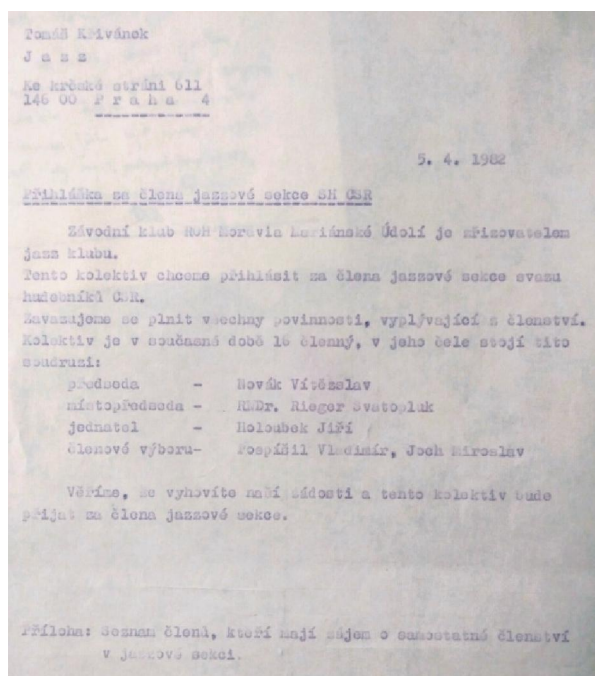 Tomáš Křivánek
J a z z
Ke krčské stráni 611
146 00 P r a h a 4
5. 4. 1982
Přihláška za člena jazzové sekce SH ČSR
Závodní klub ROH Moravia Mariánské Údolí je zřizovatelem
jazz klubu.
Tento kolektiv chceme přihlásit za člena jazzové sekce svazu
hudebníků ČSR.
Zavazujeme se plnit všechny povinnosti, vyplývající z členství.
Kolektiv je v současné době 16 členný, v jeho čele stojí tito
soudruzi:
předseda - Novák Vítězslav
místopředseda - RNDr. Rieger Svatopluk
jednatel - Holoubek Jiří
členové výboru- Pospíšil Vladimír, Joch Miroslav
Věříme, že vyhovíte naší žádosti a tento kolektiv bude
přijat za člena jazzové sekce.
Příloha: Seznam členů, kteří mají zájem o samostatné členství
v jazzové sekci.